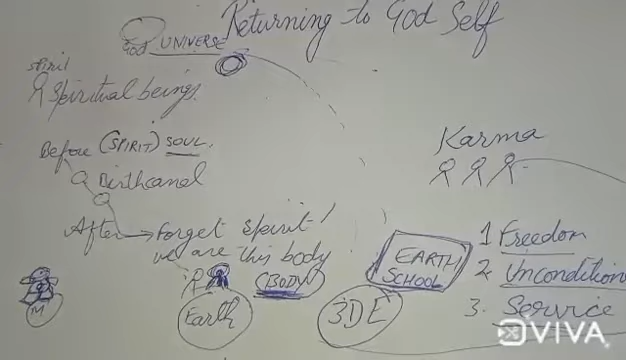 Returning to God Self
God UNIVERSE
spirit
Spiritual beings.
Karma
Before (SPIRIT) SOUL.
Birthcanal
After → Forget spirit!
we are this body
(BODY)
EARTH
SCHOOL
1 Freedom
2 Uncondition
3. Service
M
Earth
3DE
VIVA